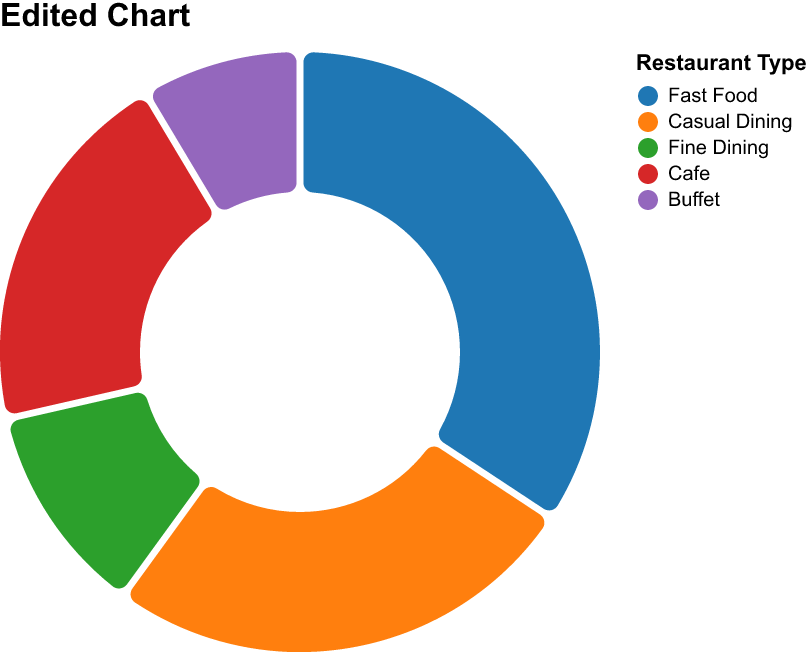 Edited Chart
Restaurant Type
Fast Food
Casual Dining
Fine Dining
Cafe
Buffet